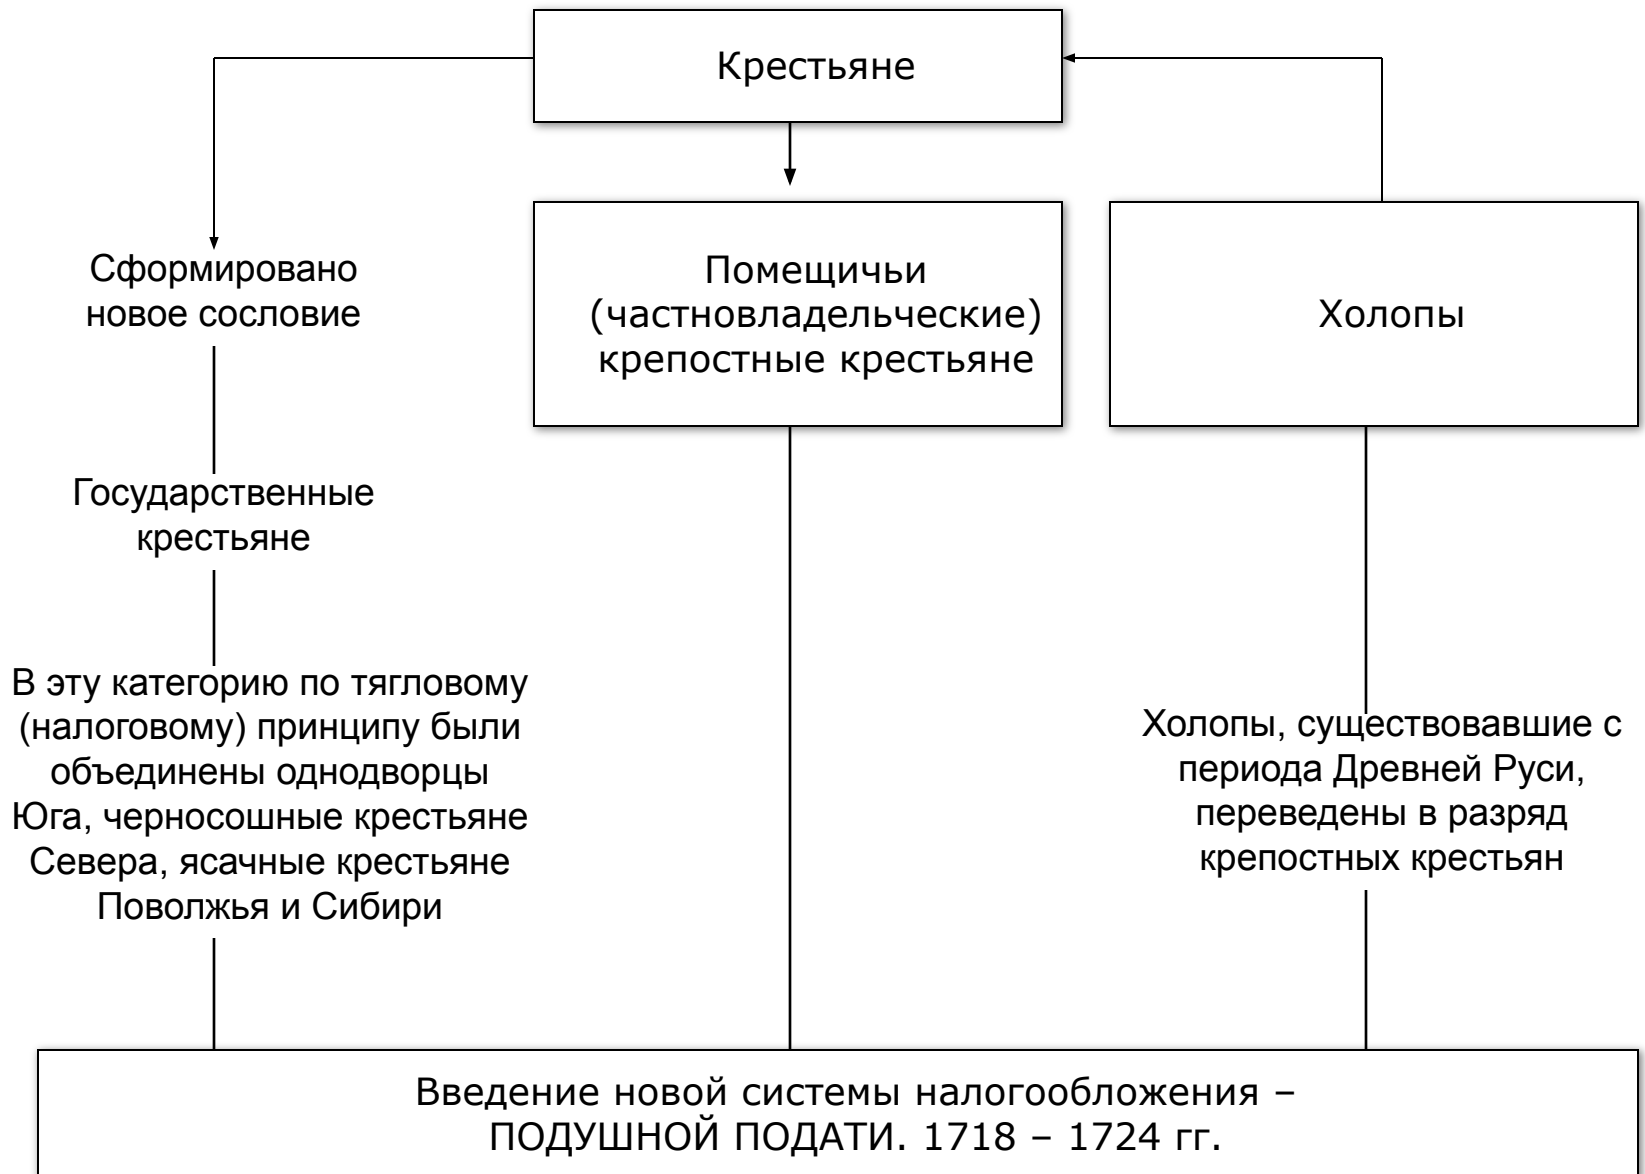 Крестьяне
Сформировано
новое сословие
Государственные
крестьяне
В эту категорию по тягловому
(налоговому) принципу были
объединены однодворцы
Юга, черносошные крестьяне
Севера, ясачные крестьяне
Поволжья и Сибири
Помещичьи
(частновладельческие)
крепостные крестьяне
Холопы
Холопы, существовавшие с
периода Древней Руси,
переведены в разряд
крепостных крестьян
Введение новой системы налогообложения –
ПОДУШНОЙ ПОДАТИ. 1718 – 1724 гг.